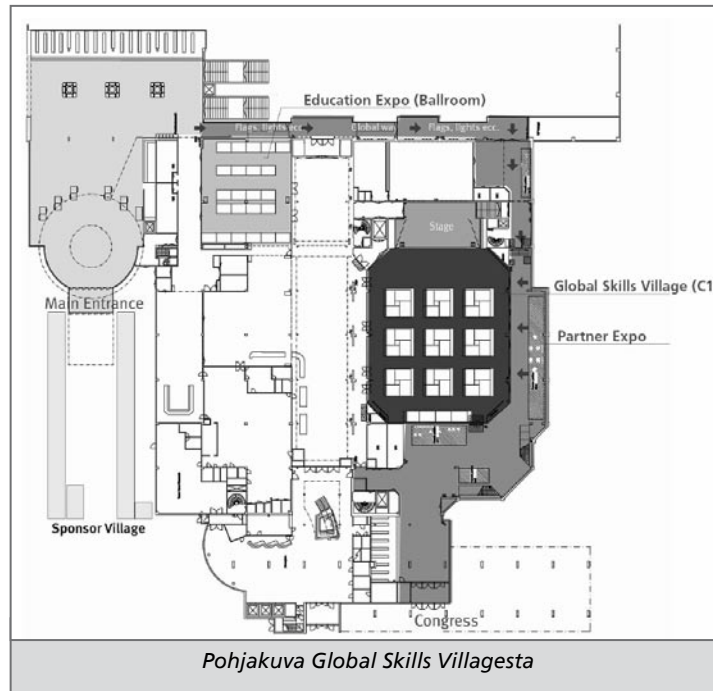 Education Expo (Ballroom)
Flags, lights ecc.
Global way
Flags, lights ecc.
Stage
Global Skills Village (C1
Main Entrance
Partner Expo
Sponsor Village
Congress
Pohjakuva Global Skills Villagesta